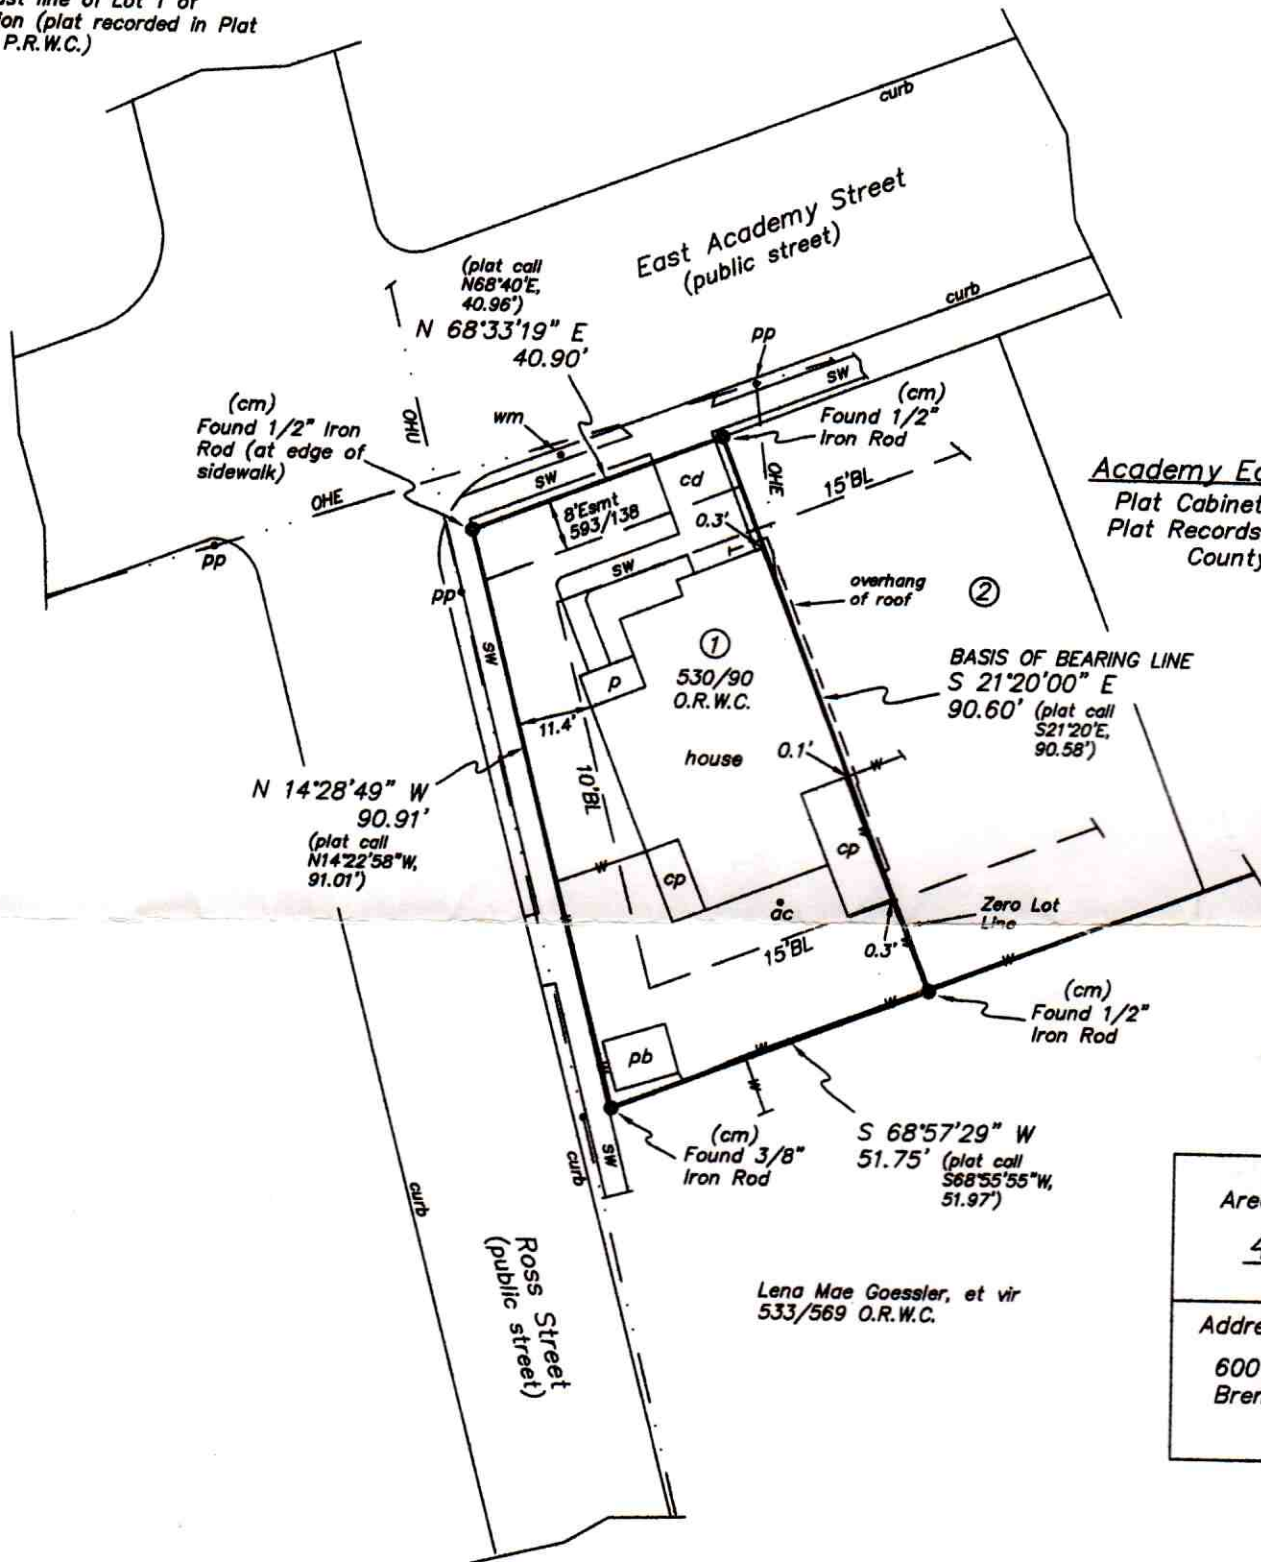 Lot 1 of
(plat recorded in Plat
P.R.W.C.)
curb
East Academy Street
(public street)
(plat call
N68°40'E,
40.96')
N 68°33'19" E
40.90'
curb
pp
sw
(cm)
Found 1/2" Iron
Rod (at edge of
sidewalk)
OHU
wm
(cm)
Found 1/2"
Iron Rod
OHE
sw
cd
OHE
15'BL
8'Esmt
593/138
0.3'
Plat Cabinet
Plat Records
pp
pp
sw
T
overhang
of roof
2
sw
1
530/90
O.R.W.C.
p
BASIS OF BEARING LINE
S 21°20'00" E
90.60' (plat call
S21°20'E,
90.58')
11.4'
house
0.1'
w
10'BL
N 14°28'49" W
90.91'
(plat call
N14°22'58"W,
91.01')
w
w
cp
cp
ac
Zero Lot
Line
w
15'BL
0.3'
w
w
w
(cm)
Found 1/2"
Iron Rod
pb
w
w
w
(cm)
Found 3/8"
Iron Rod
S 68°57'29" W
51.75' (plat call
S68°55'55"W,
51.97')
curb
curb
sw
Ross Street
(public street)
Lena Mae Goessler, et vir
533/569 O.R.W.C.
600